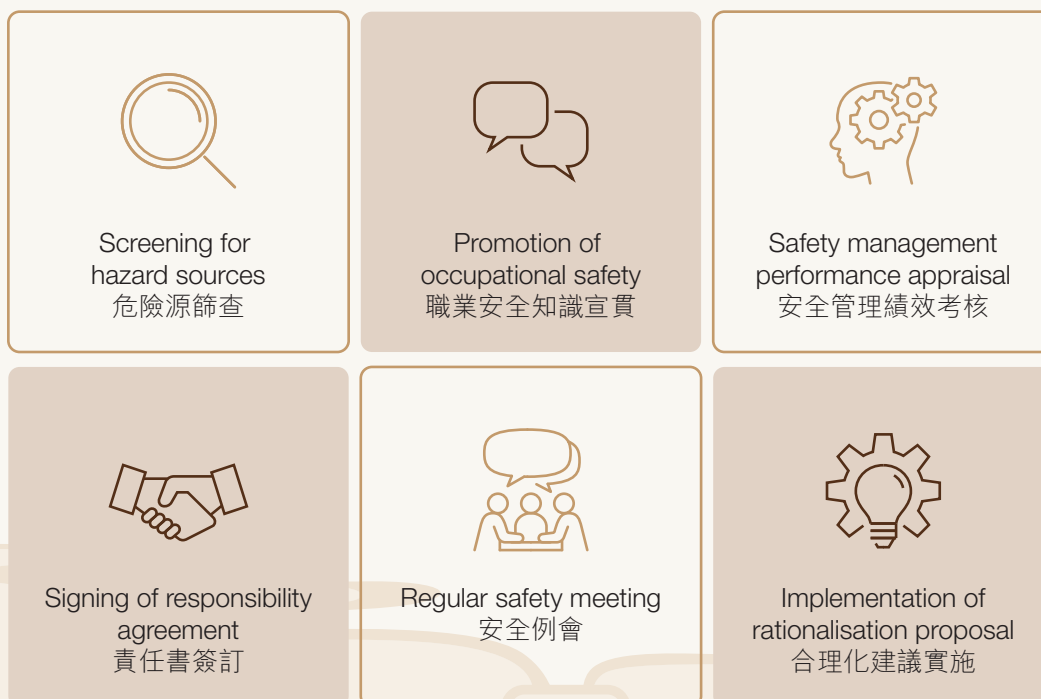 Screening for
hazard sources
危險源篩查
Promotion of
occupational safety
職業安全知識宣貫
Safety management
performance appraisal
安全管理績效考核
Signing of responsibility
agreement
責任書簽訂
Regular safety meeting
安全例會
Implementation of
rationalisation proposal
合理化建議實施